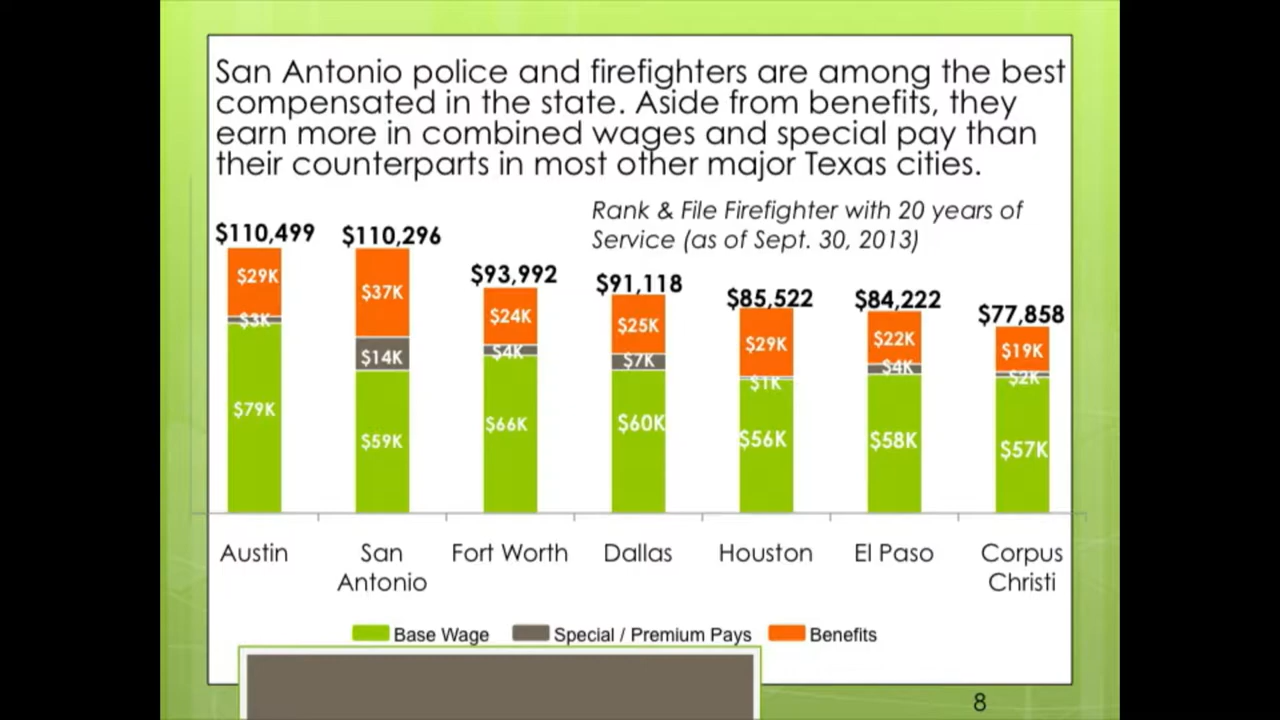 San Antonio police and firefighters are among the best
compensated in the state. Aside from benefits, they
earn more in combined wages and special pay than
their counterparts in most other major Texas cities.
Rank & File Firefighter with 20 years of
Service (as of Sept. 30, 2013)
$110,499
$29K
$3K
$79K
$110,296
$37K
$14K
$59K
$93,992
$24K
$4K
$66K
$91,118
$25K
$7K
$60K
$85,522
$29K
$1K
$56K
$84,222
$22K
$4K
$58K
$77,858
$19K
$2K
$57K
Austin
San
Antonio
Fort Worth
Dallas
Houston
El Paso
Corpus
Christi
Base Wage
Special / Premium Pays
Benefits
8